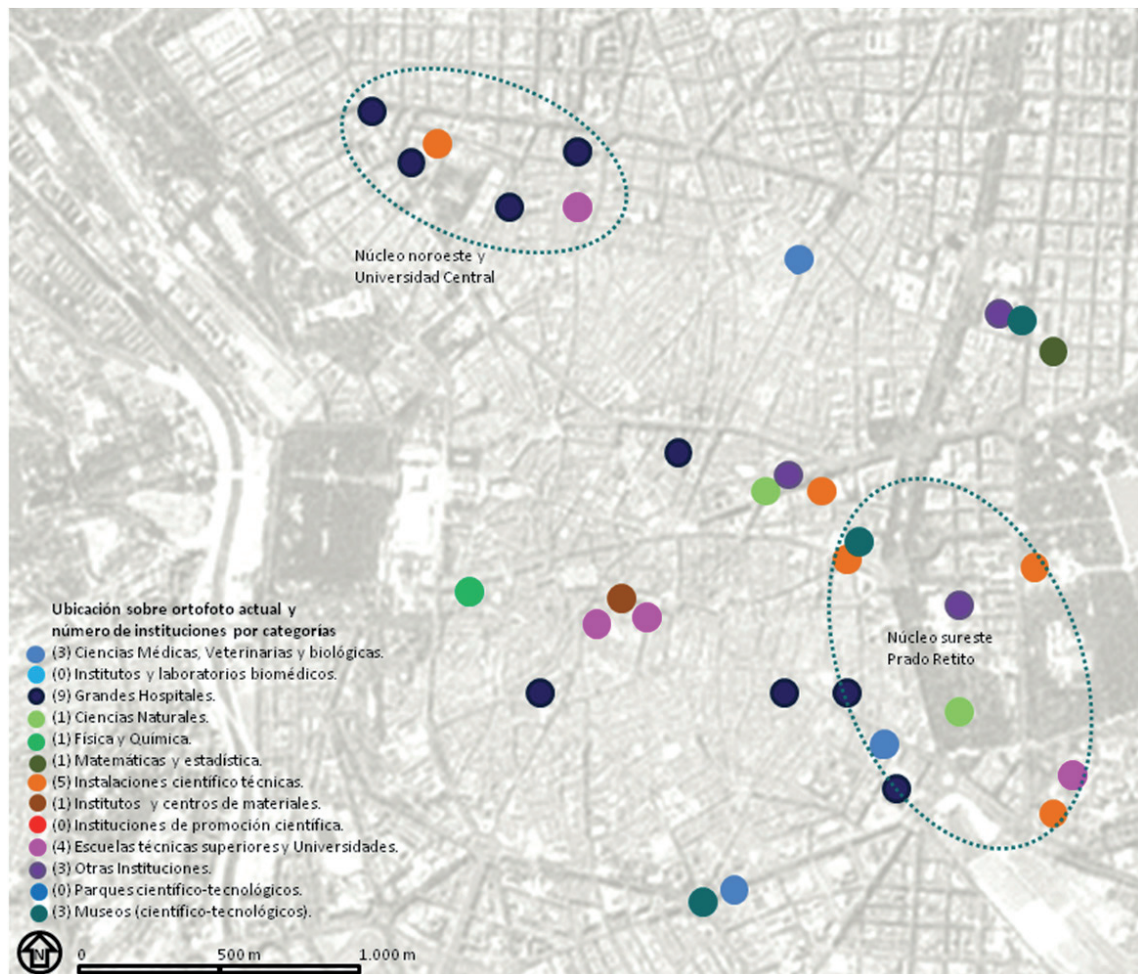 Núcleo noroeste y
Universidad Central
Núcleo sureste
Prado Retito
Ubicación sobre ortofoto actual y
número de instituciones por categorías
(3) Ciencias Médicas, Veterinarias y biológicas.
(0) Institutos y laboratorios biomédicos.
(9) Grandes Hospitales.
(1) Ciencias Naturales.
(1) Física y Química.
(1) Matemáticas y estadística.
(5) Instalaciones científico técnicas.
(1) Institutos y centros de materiales.
(0) Instituciones de promoción científica.
(4) Escuelas técnicas superiores y Universidades.
(3) Otras Instituciones.
(0) Parques científico-tecnológicos.
(3) Museos (científico-tecnológicos).
N 0 500 m 1.000 m